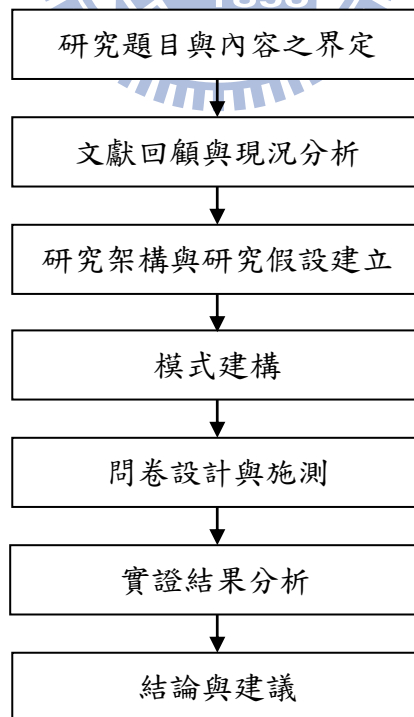 研究題目與內容之界定
文獻回顧與現況分析
研究架構與研究假設建立
模式建構
問卷設計與施測
實證結果分析
結論與建議